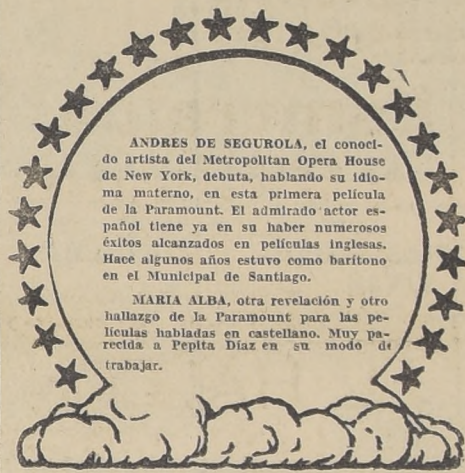 ANDRES DE SEGUROLA, el conoci-
do artista del Metropolitan Opera House
de New York, debuta, hablando su idio-
ma materno, en esta primera película
de la Paramount. El admirado actor es-
pañol tiene ya en su haber numerosos
éxitos alcanzados en películas inglesas.
Hace algunos años estuvo como barítono
en el Municipal de Santiago.
MARIA ALBA, otra revelación y otro
hallazgo de la Paramount para las pe-
lículas habladas en castellano. Muy pa-
recida a Pepita Díaz en su modo de
trabajar.